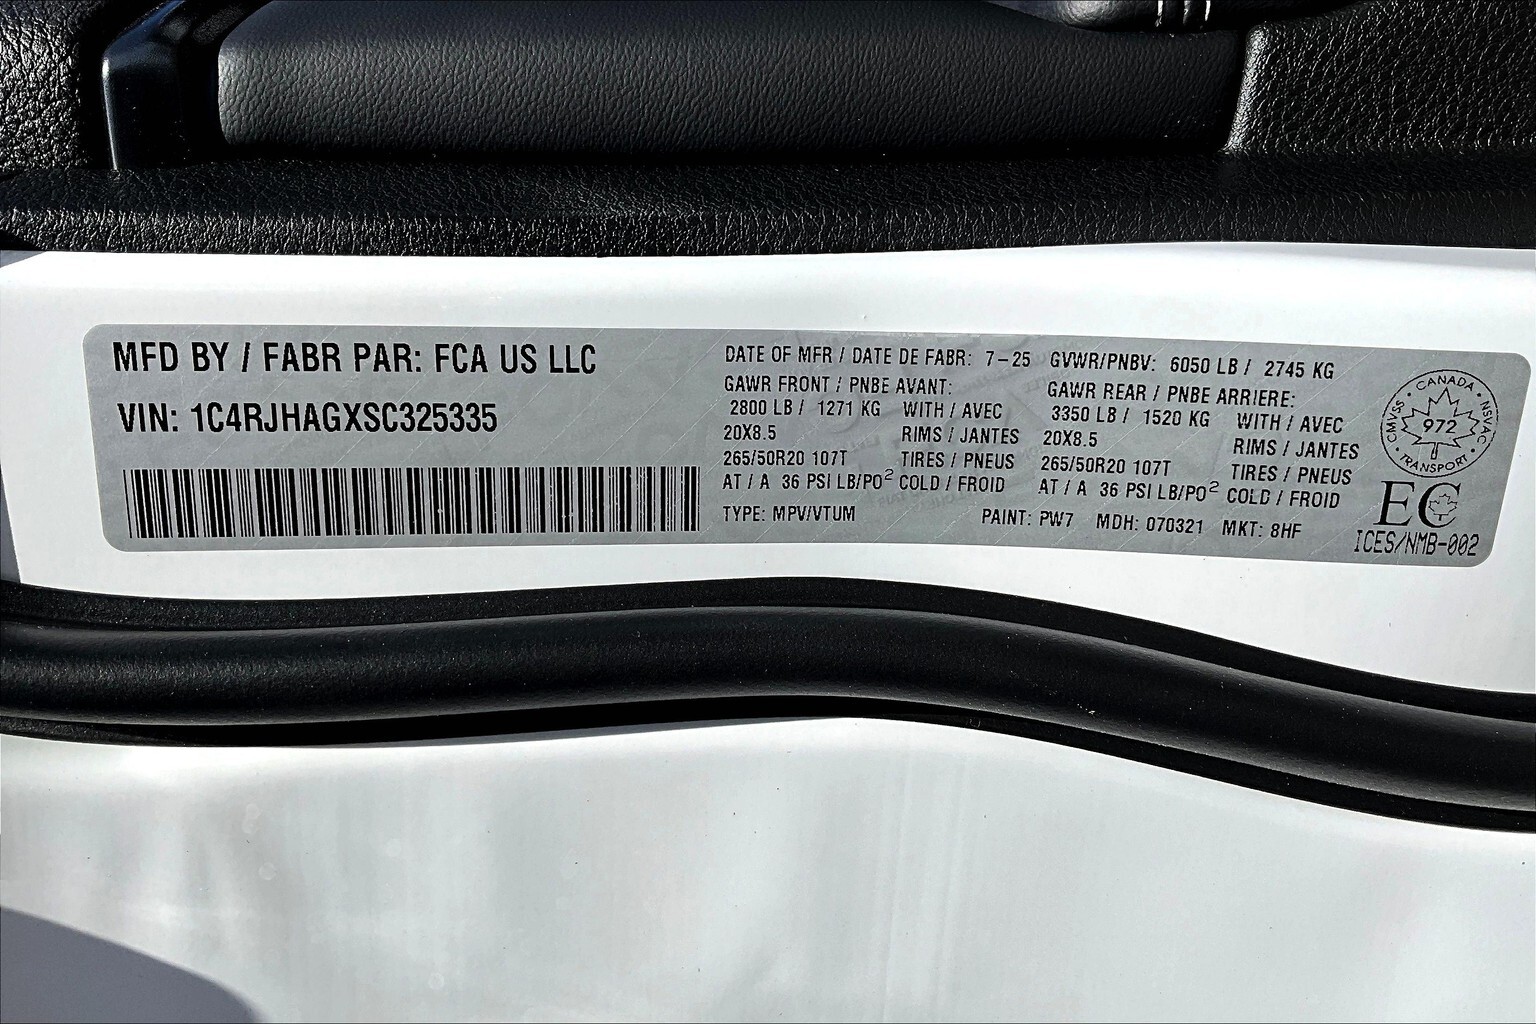 MFD BY / FABR PAR: FCA US LLC
VIN: 1C4RJHAGXSC325335
DATE OF MFR / DATE DE FABR: 7-25
GAWR FRONT / PNBE AVANT:
2800 LB / 1271 KG WITH / AVEC
20X8.5 RIMS / JANTES
265/50R20 107T TIRES / PNEUS
AT / A 36 PSI LB/PO² COLD / FROID
TYPE: MPV/VTUM
GVWR/PNBV: 6050 LB / 2745 KG
GAWR REAR / PNBE ARRIERE:
3350 LB / 1520 KG WITH / AVEC
20X8.5 RIMS / JANTES
265/50R20 107T TIRES / PNEUS
AT / A 36 PSI LB/PO² COLD / FROID
PAINT: PW7 MDH: 070321 MKT: 8HF
CMVSS · CANADA · NSVAC · TRANSPORT ·
972
EC
ICES/NMB-002